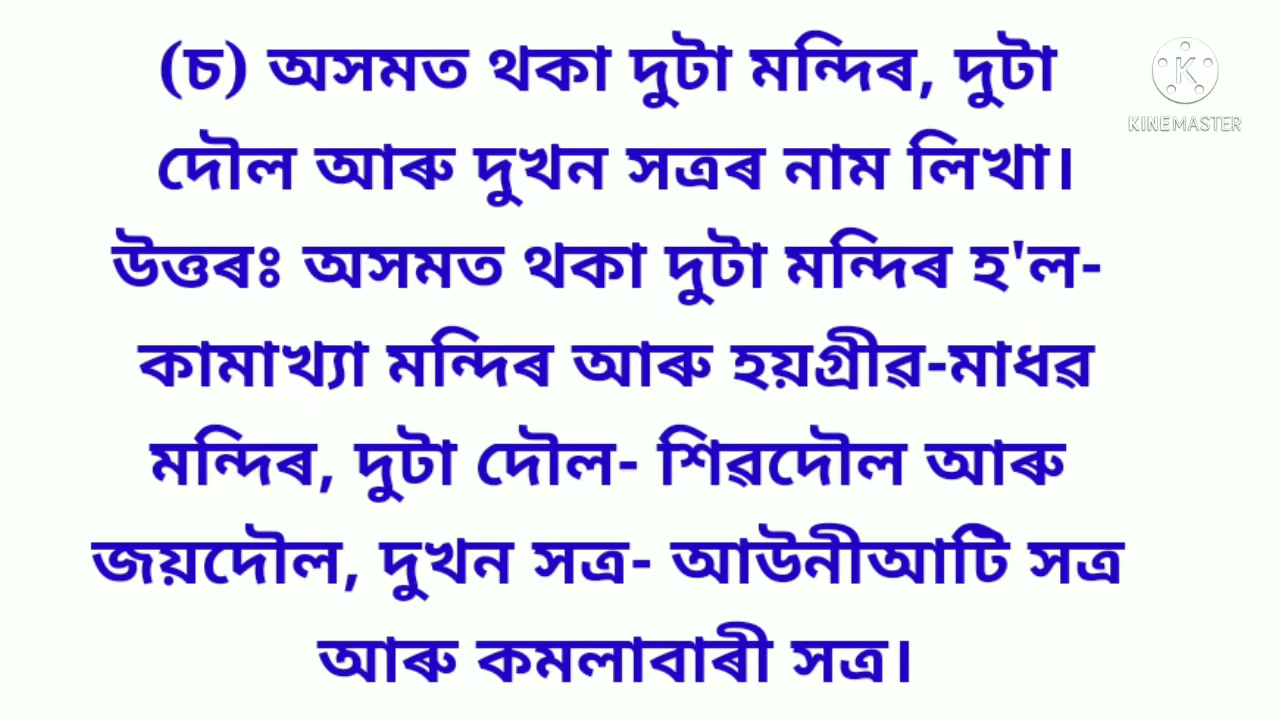 (চ) অসমত থকা দুটা মন্দিৰ, দুটা
দৌল আৰু দুখন সত্ৰৰ নাম লিখা।
উত্তৰঃ অসমত থকা দুটা মন্দিৰ হ'ল-
কামাখ্যা মন্দিৰ আৰু হয়গ্ৰীৱ-মাধৱ
মন্দিৰ, দুটা দৌল- শিৱদৌল আৰু
জয়দৌল, দুখন সত্ৰ- আউনীআটি সত্ৰ
আৰু কমলাবাৰী সত্ৰ।
K
KINEMASTER